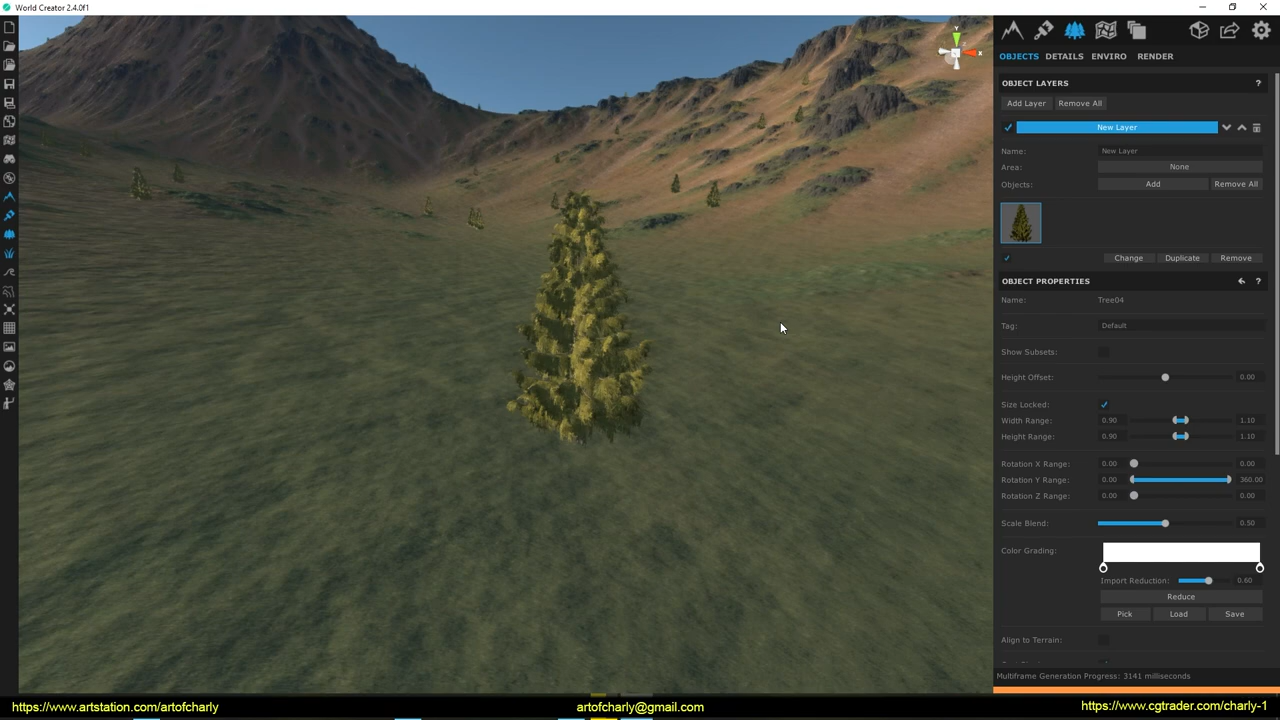 World Creator 2.4.0f1
Y
X
OBJECTS DETAILS ENVIRO RENDER
OBJECT LAYERS ?
Add Layer Remove All
New Layer
Name: New Layer
Area: None
Objects: Add Remove All
Change Duplicate Remove
OBJECT PROPERTIES ?
Name: Tree04
Tag: Default
Show Subsets:
Height Offset: 0.00
Size Locked:
Width Range: 0.90 1.10
Height Range: 0.90 1.10
Rotation X Range: 0.00 0.00
Rotation Y Range: 0.00 360.00
Rotation Z Range: 0.00 0.00
Scale Blend: 0.50
Color Grading:
Import Reduction: 0.60
Reduce
Pick Load Save
Align to Terrain:
Multiframe Generation Progress: 3141 milliseconds
https://www.artstation.com/artofcharly artofcharly@gmail.com https://www.cgtrader.com/charly-1